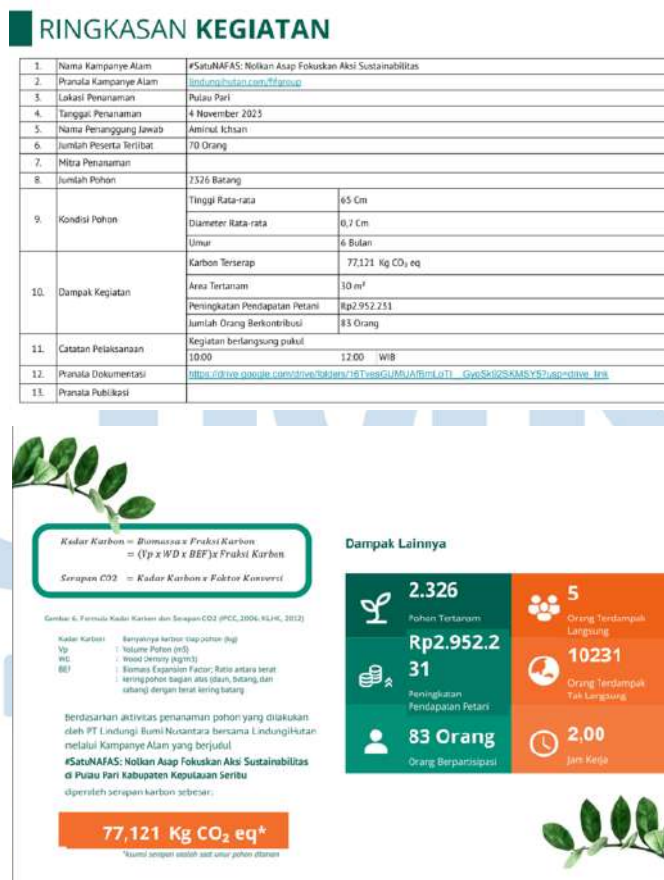 RINGKASAN KEGIATAN
1. Nama Kampanye Alam #SatuNAFAS: Nolkan Asap Fokuskan Aksi Sustainabilitas
2. Pranala Kampanye Alam lindungihutan.com/fifgroup
3. Lokasi Penanaman Pulau Pari
4. Tanggal Penanaman 4 November 2023
5. Nama Penanggung Jawab Aminul Ichsan
6. Jumlah Peserta Terlibat 70 Orang
7. Mitra Penanaman
8. Jumlah Pohon 2326 Batang
9. Kondisi Pohon
Tinggi Rata-rata 65 Cm
Diameter Rata-rata 0,7 Cm
Umur 6 Bulan
10. Dampak Kegiatan
Karbon Terserap 77,121 Kg CO₂ eq
Area Tertanam 30 m²
Peningkatan Pendapatan Petani Rp2.952.231
Jumlah Orang Berkontribusi 83 Orang
11. Catatan Pelaksanaan
Kegiatan berlangsung pukul
10:00 12:00 WIB
12. Pranala Dokumentasi
13. Pranala Publikasi
Kadar Karbon = Biomassa x Fraksi Karbon
= (Vp x WD x BEF)x Fraksi Karbon
Serapan CO2 = Kadar Karbon x Faktor Konversi
Gambar 6. Formula Kadar Karbon dan Serapan CO2 (IPCC, 2006; KLHK, 2012)
Kadar Karbon : Banyaknya karbon tiap pohon (kg)
Vp : Volume Pohon (m3)
WD : Wood Density (kg/m3)
BEF : Biomass Expansion Factor; Ratio antara berat
kering pohon bagian atas (daun, batang, dan
cabang) dengan berat kering batang
Berdasarkan aktivitas penanaman pohon yang dilakukan
oleh PT Lindungi Bumi Nusantara bersama LindungiHutan
melalui Kampanye Alam yang berjudul
#SatuNAFAS: Nolkan Asap Fokuskan Aksi Sustainabilitas
di Pulau Pari Kabupaten Kepulauan Seribu
diperoleh serapan karbon sebesar:
77,121 Kg CO₂ eq*
*asumsi serapan adalah saat umur pohon ditanam
Dampak Lainnya
2.326
Pohon Tertanam
Rp2.952.2
31
Peningkatan
Pendapatan Petani
83 Orang
Orang Berpartisipasi
5
Orang Terdampak
Langsung
10231
Orang Terdampak
Tak Langsung
2,00
Jam Kerja